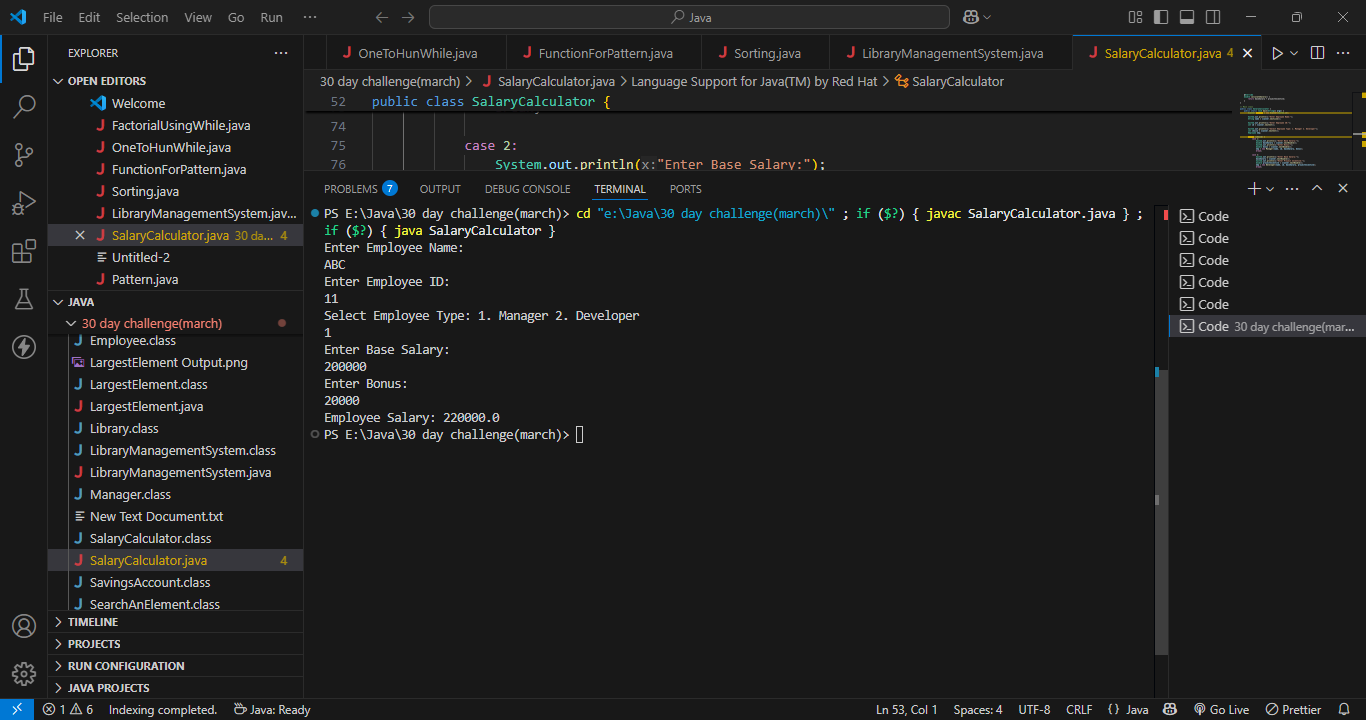 File Edit Selection View Go Run ··· Java
EXPLORER ···
OPEN EDITORS
Welcome
FactorialUsingWhile.java
OneToHunWhile.java
FunctionForPattern.java
Sorting.java
LibraryManagementSystem.jav...
SalaryCalculator.java 30 da... 4
Untitled-2
Pattern.java
JAVA
30 day challenge(march)
Employee.class
LargestElement Output.png
LargestElement.class
LargestElement.java
Library.class
LibraryManagementSystem.class
LibraryManagementSystem.java
Manager.class
New Text Document.txt
SalaryCalculator.class
SalaryCalculator.java 4
SavingsAccount.class
SearchAnElement.class
TIMELINE
PROJECTS
RUN CONFIGURATION
JAVA PROJECTS
OneToHunWhile.java FunctionForPattern.java Sorting.java LibraryManagementSystem.java SalaryCalculator.java 4
30 day challenge(march) > SalaryCalculator.java > Language Support for Java(TM) by Red Hat > SalaryCalculator
52 public class SalaryCalculator {
74
75 case 2:
76 System.out.println(x:"Enter Base Salary:");
PROBLEMS 7 OUTPUT DEBUG CONSOLE TERMINAL PORTS
PS E:\Java\30 day challenge(march)> cd "e:\Java\30 day challenge(march)\" ; if ($?) { javac SalaryCalculator.java } ;
if ($?) { java SalaryCalculator }
Enter Employee Name:
ABC
Enter Employee ID:
11
Select Employee Type: 1. Manager 2. Developer
1
Enter Base Salary:
200000
Enter Bonus:
20000
Employee Salary: 220000.0
PS E:\Java\30 day challenge(march)>
Code
Code
Code
Code
Code
Code 30 day challenge(mar...
1 6 Indexing completed. Java: Ready Ln 53, Col 1 Spaces: 4 UTF-8 CRLF {} Java Go Live Prettier